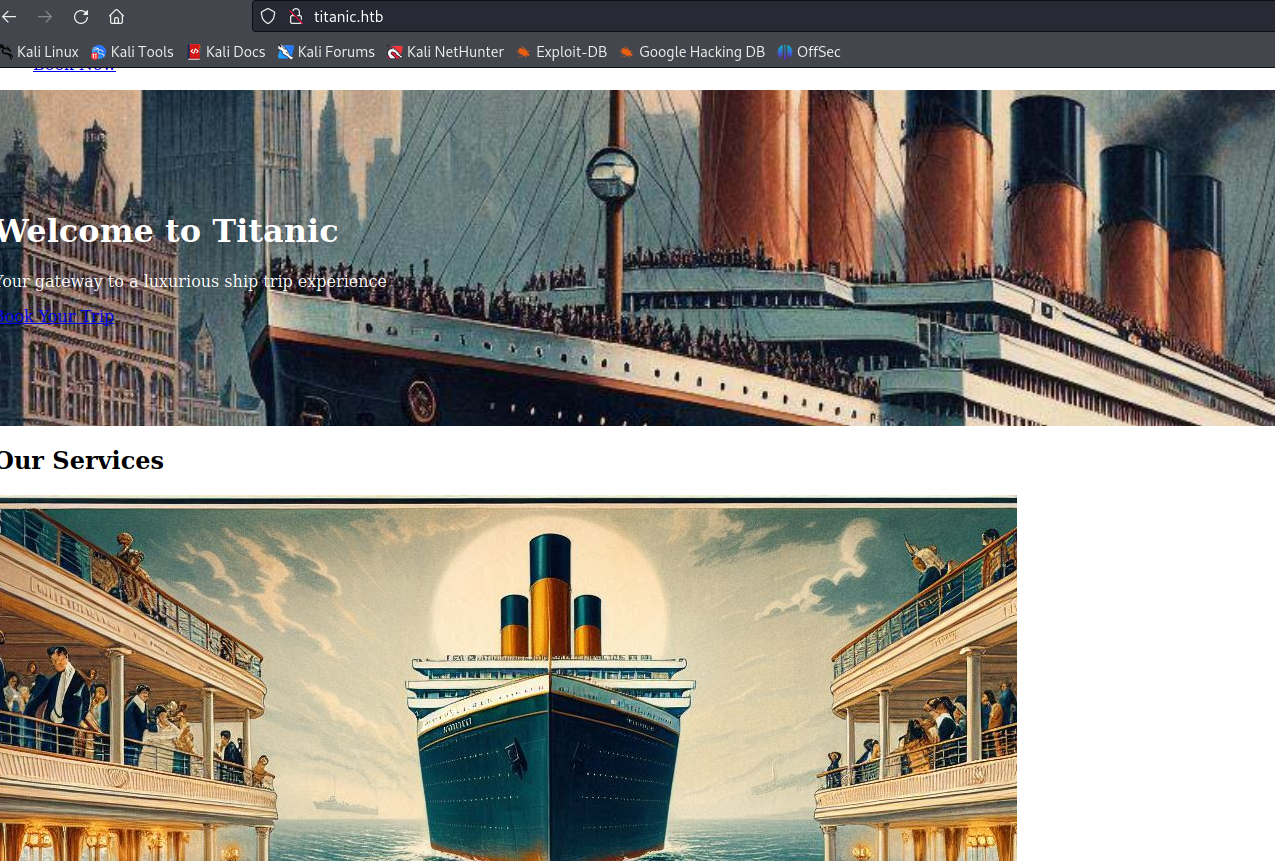 titanic.htb
Kali Linux Kali Tools Kali Docs Kali Forums Kali NetHunter Exploit-DB Google Hacking DB OffSec
Book Now
Welcome to Titanic
Your gateway to a luxurious ship trip experience
Book Your Trip
Our Services